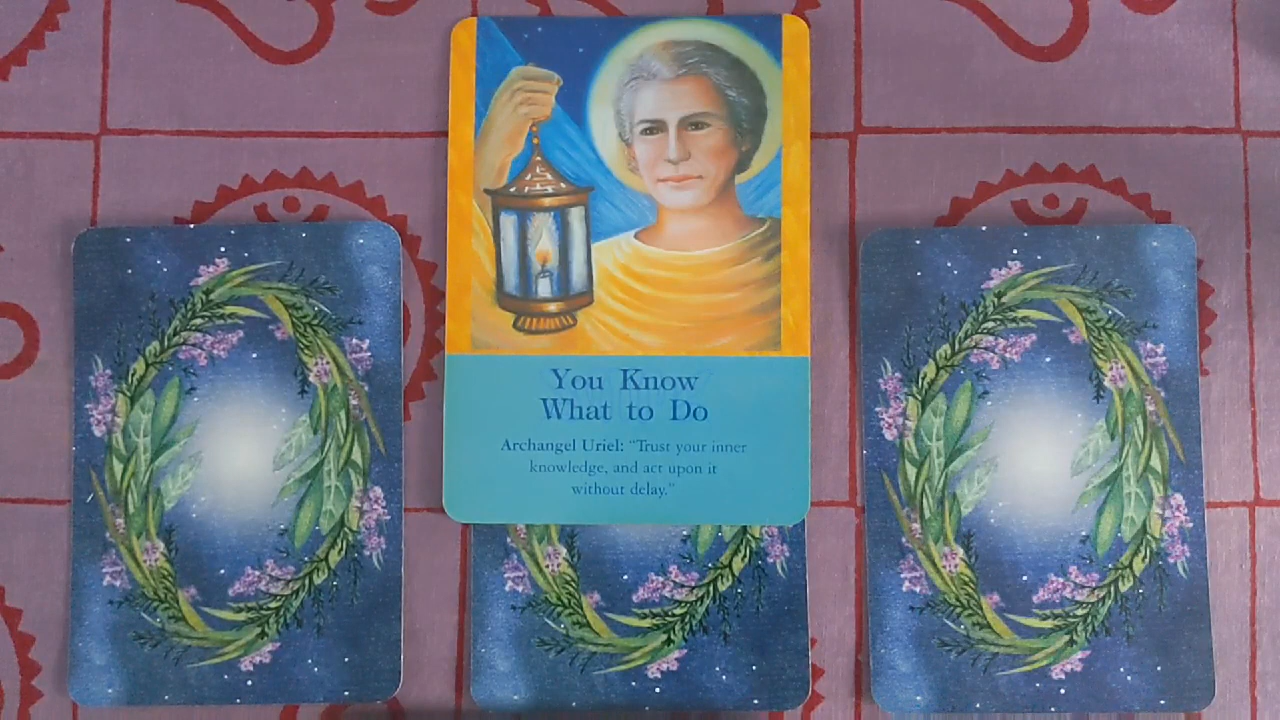 You Know
What to Do
Archangel Uriel: “Trust your inner
knowledge, and act upon it
without delay.”